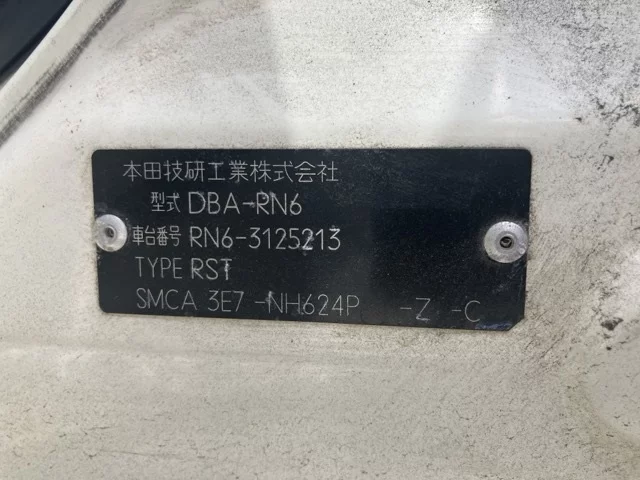 本田技研工業株式会社
型式 DBA-RN6
車台番号 RN6-3125213
TYPE RST
SMCA 3E7 -NH624P -Z -C